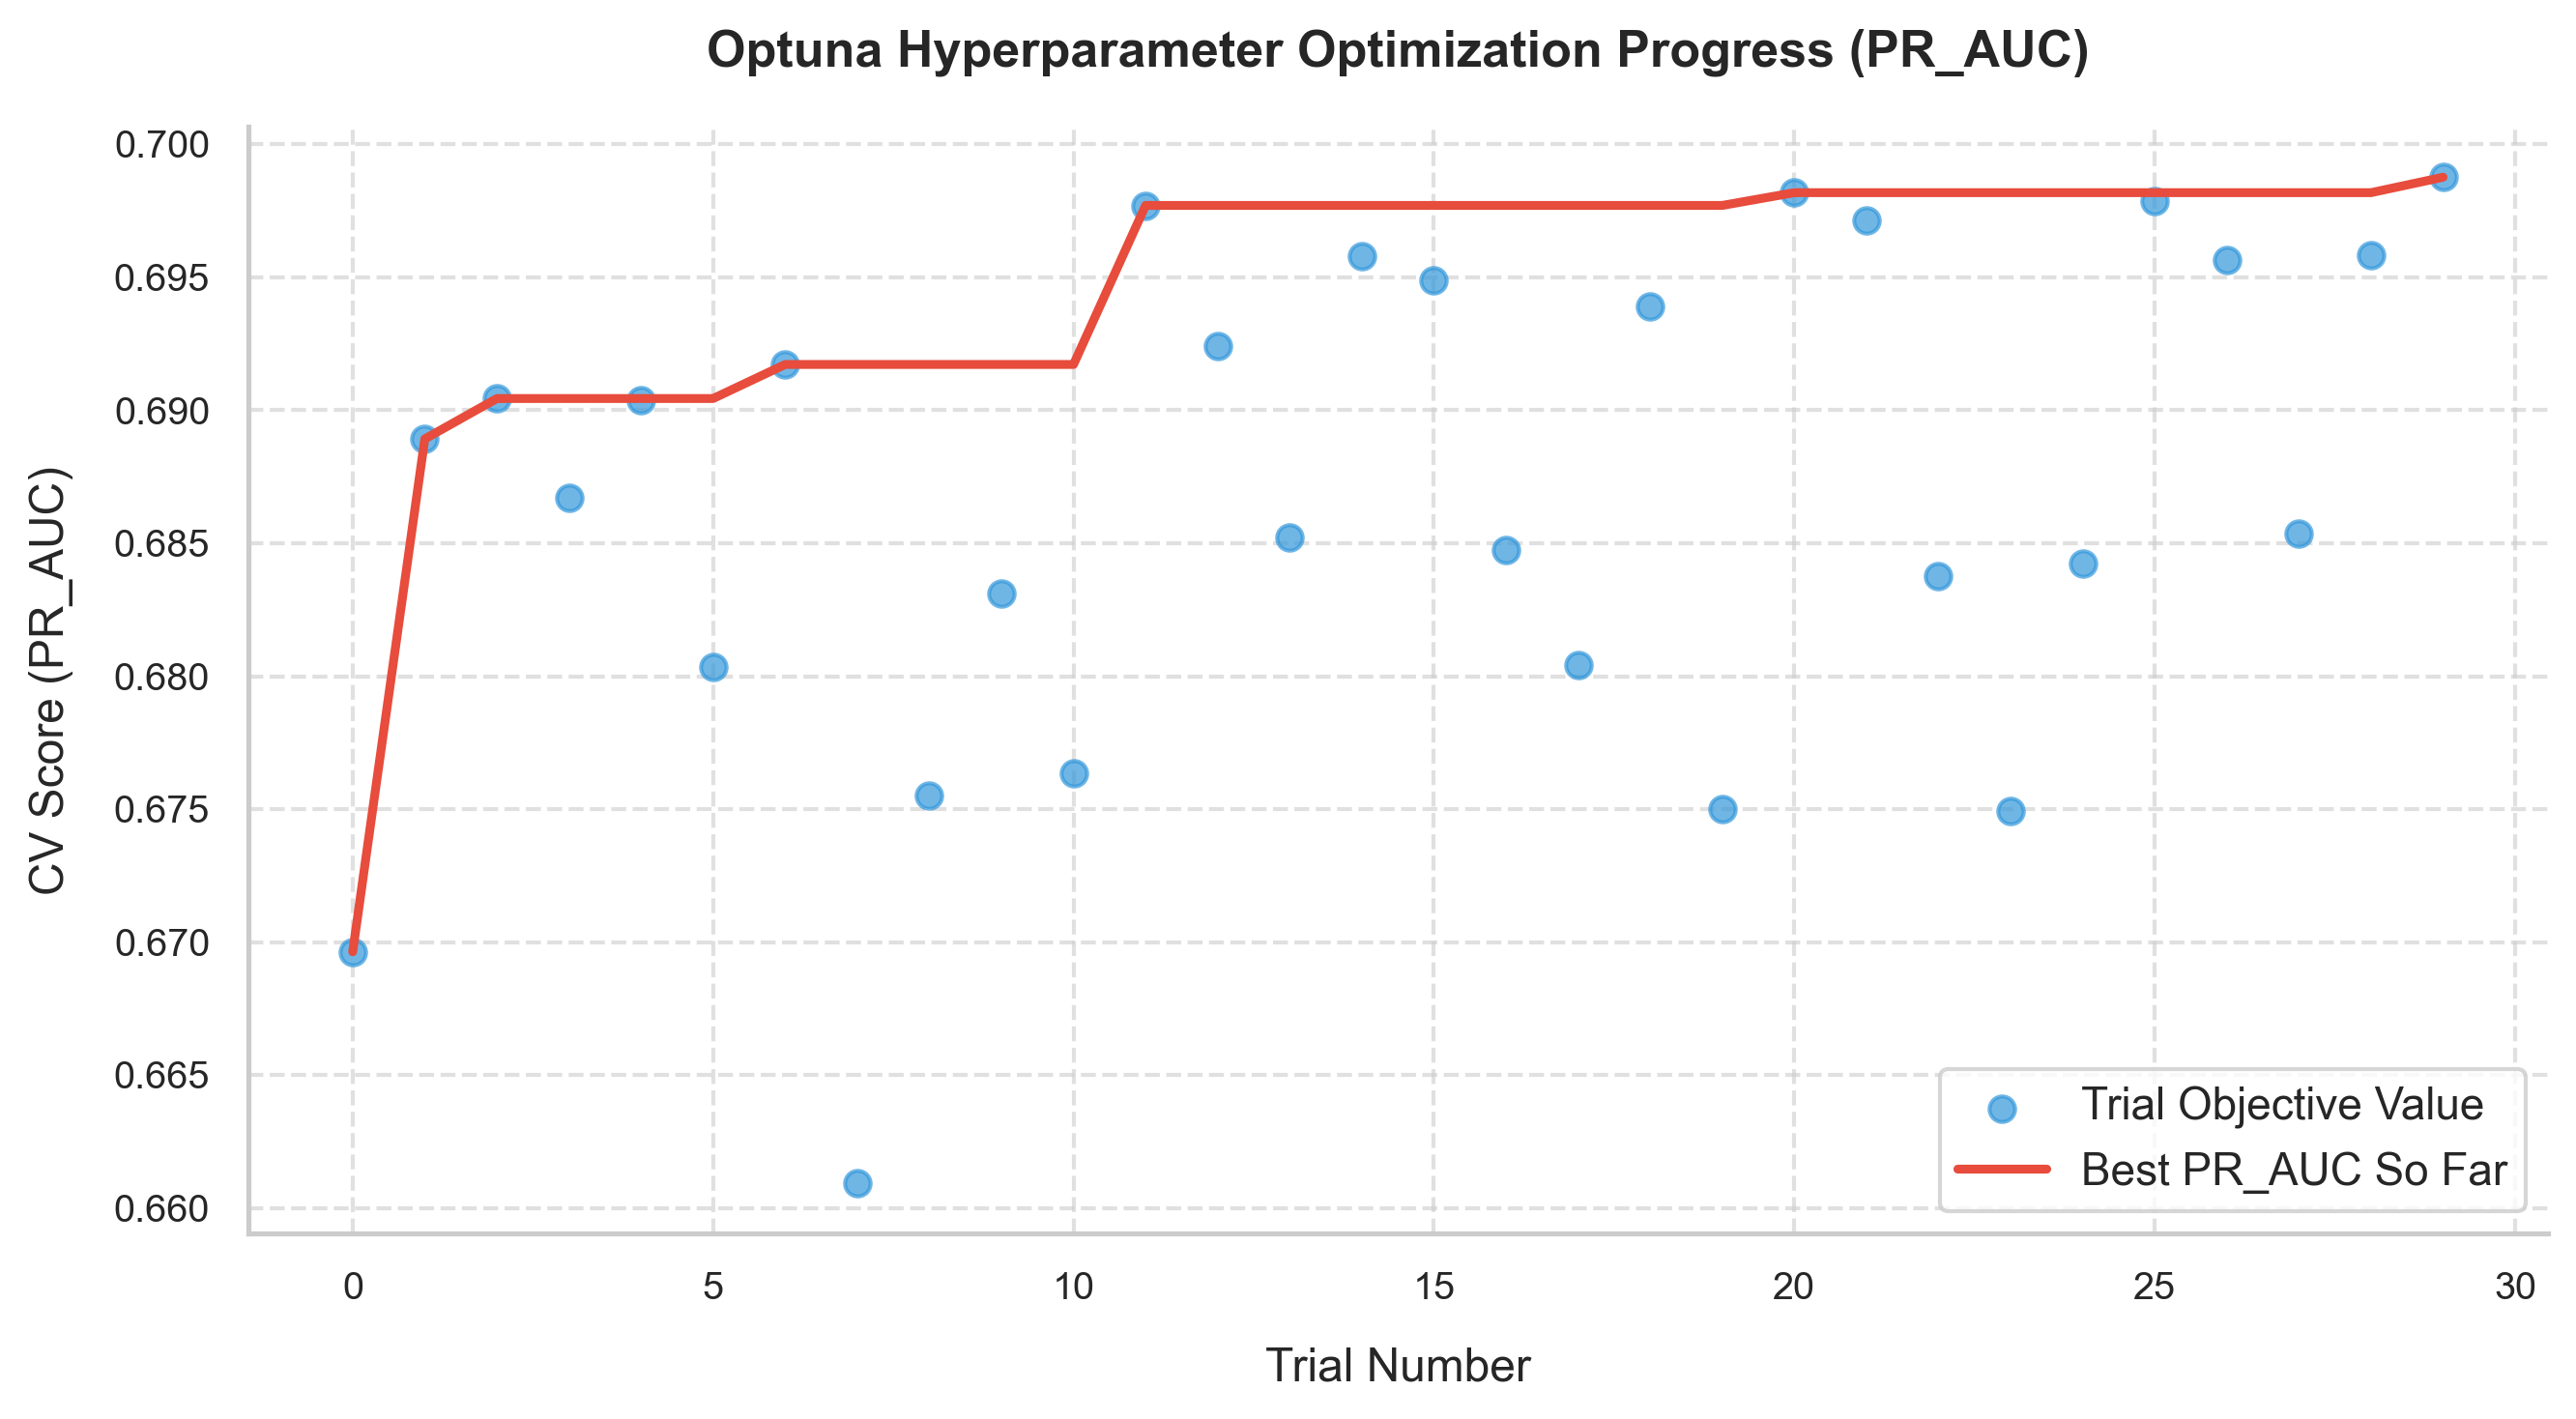 Optuna Hyperparameter Optimization Progress (PR_AUC)
CV Score (PR_AUC)
0.700
0.695
0.690
0.685
0.680
0.675
0.670
0.665
0.660
Trial Objective Value
Best PR_AUC So Far
0 5 10 15 20 25 30
Trial Number